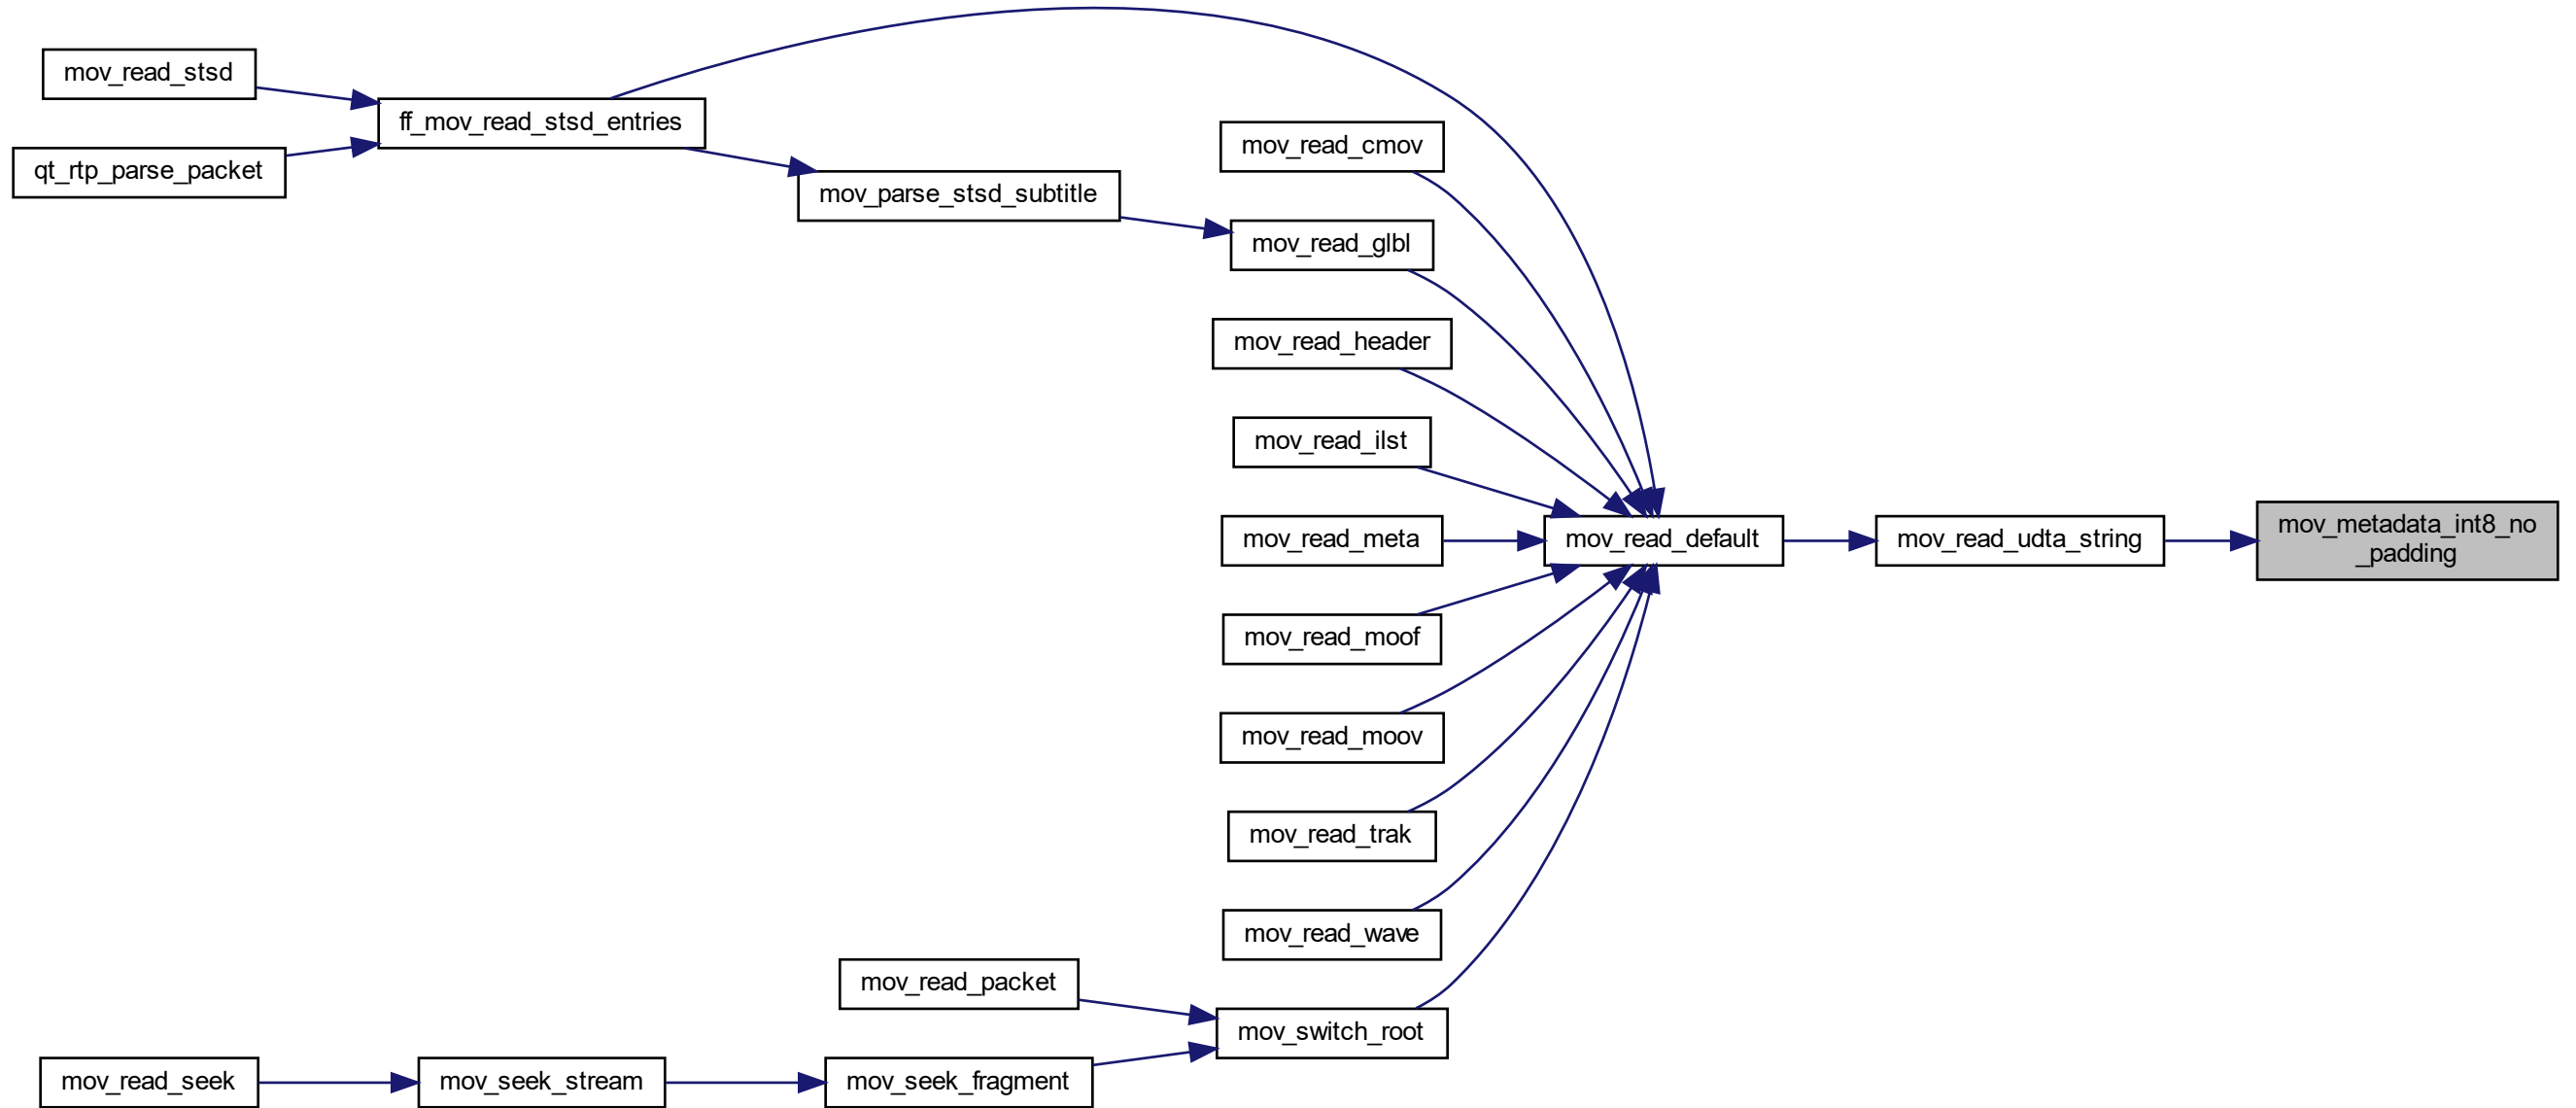 mov_read_stsd
ff_mov_read_stsd_entries
mov_read_cmov
qt_rtp_parse_packet
mov_parse_stsd_subtitle
mov_read_glbl
mov_read_header
mov_read_ilst
mov_read_meta
mov_read_default
mov_read_udta_string
mov_metadata_int8_no
_padding
mov_read_moof
mov_read_moov
mov_read_trak
mov_read_wave
mov_read_packet
mov_switch_root
mov_read_seek
mov_seek_stream
mov_seek_fragment